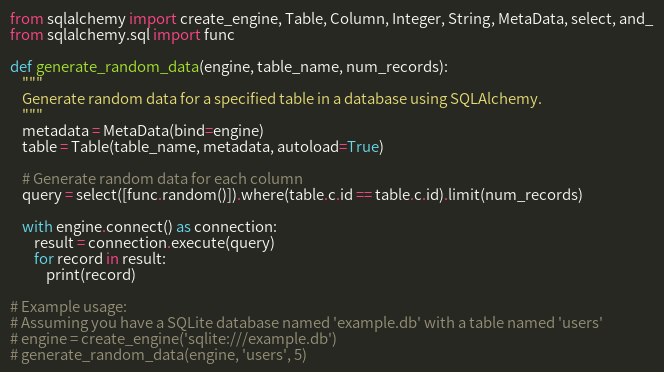 from sqlalchemy import create_engine, Table, Column, Integer, String, MetaData, select, and_
from sqlalchemy.sql import func

def generate_random_data(engine, table_name, num_records):
    """
    Generate random data for a specified table in a database using SQLAlchemy.
    """
    metadata = MetaData(bind=engine)
    table = Table(table_name, metadata, autoload=True)

    # Generate random data for each column
    query = select([func.random()]).where(table.c.id == table.c.id).limit(num_records)

    with engine.connect() as connection:
        result = connection.execute(query)
        for record in result:
            print(record)

# Example usage:
# Assuming you have a SQLite database named 'example.db' with a table named 'users'
# engine = create_engine('sqlite:///example.db')
# generate_random_data(engine, 'users', 5)